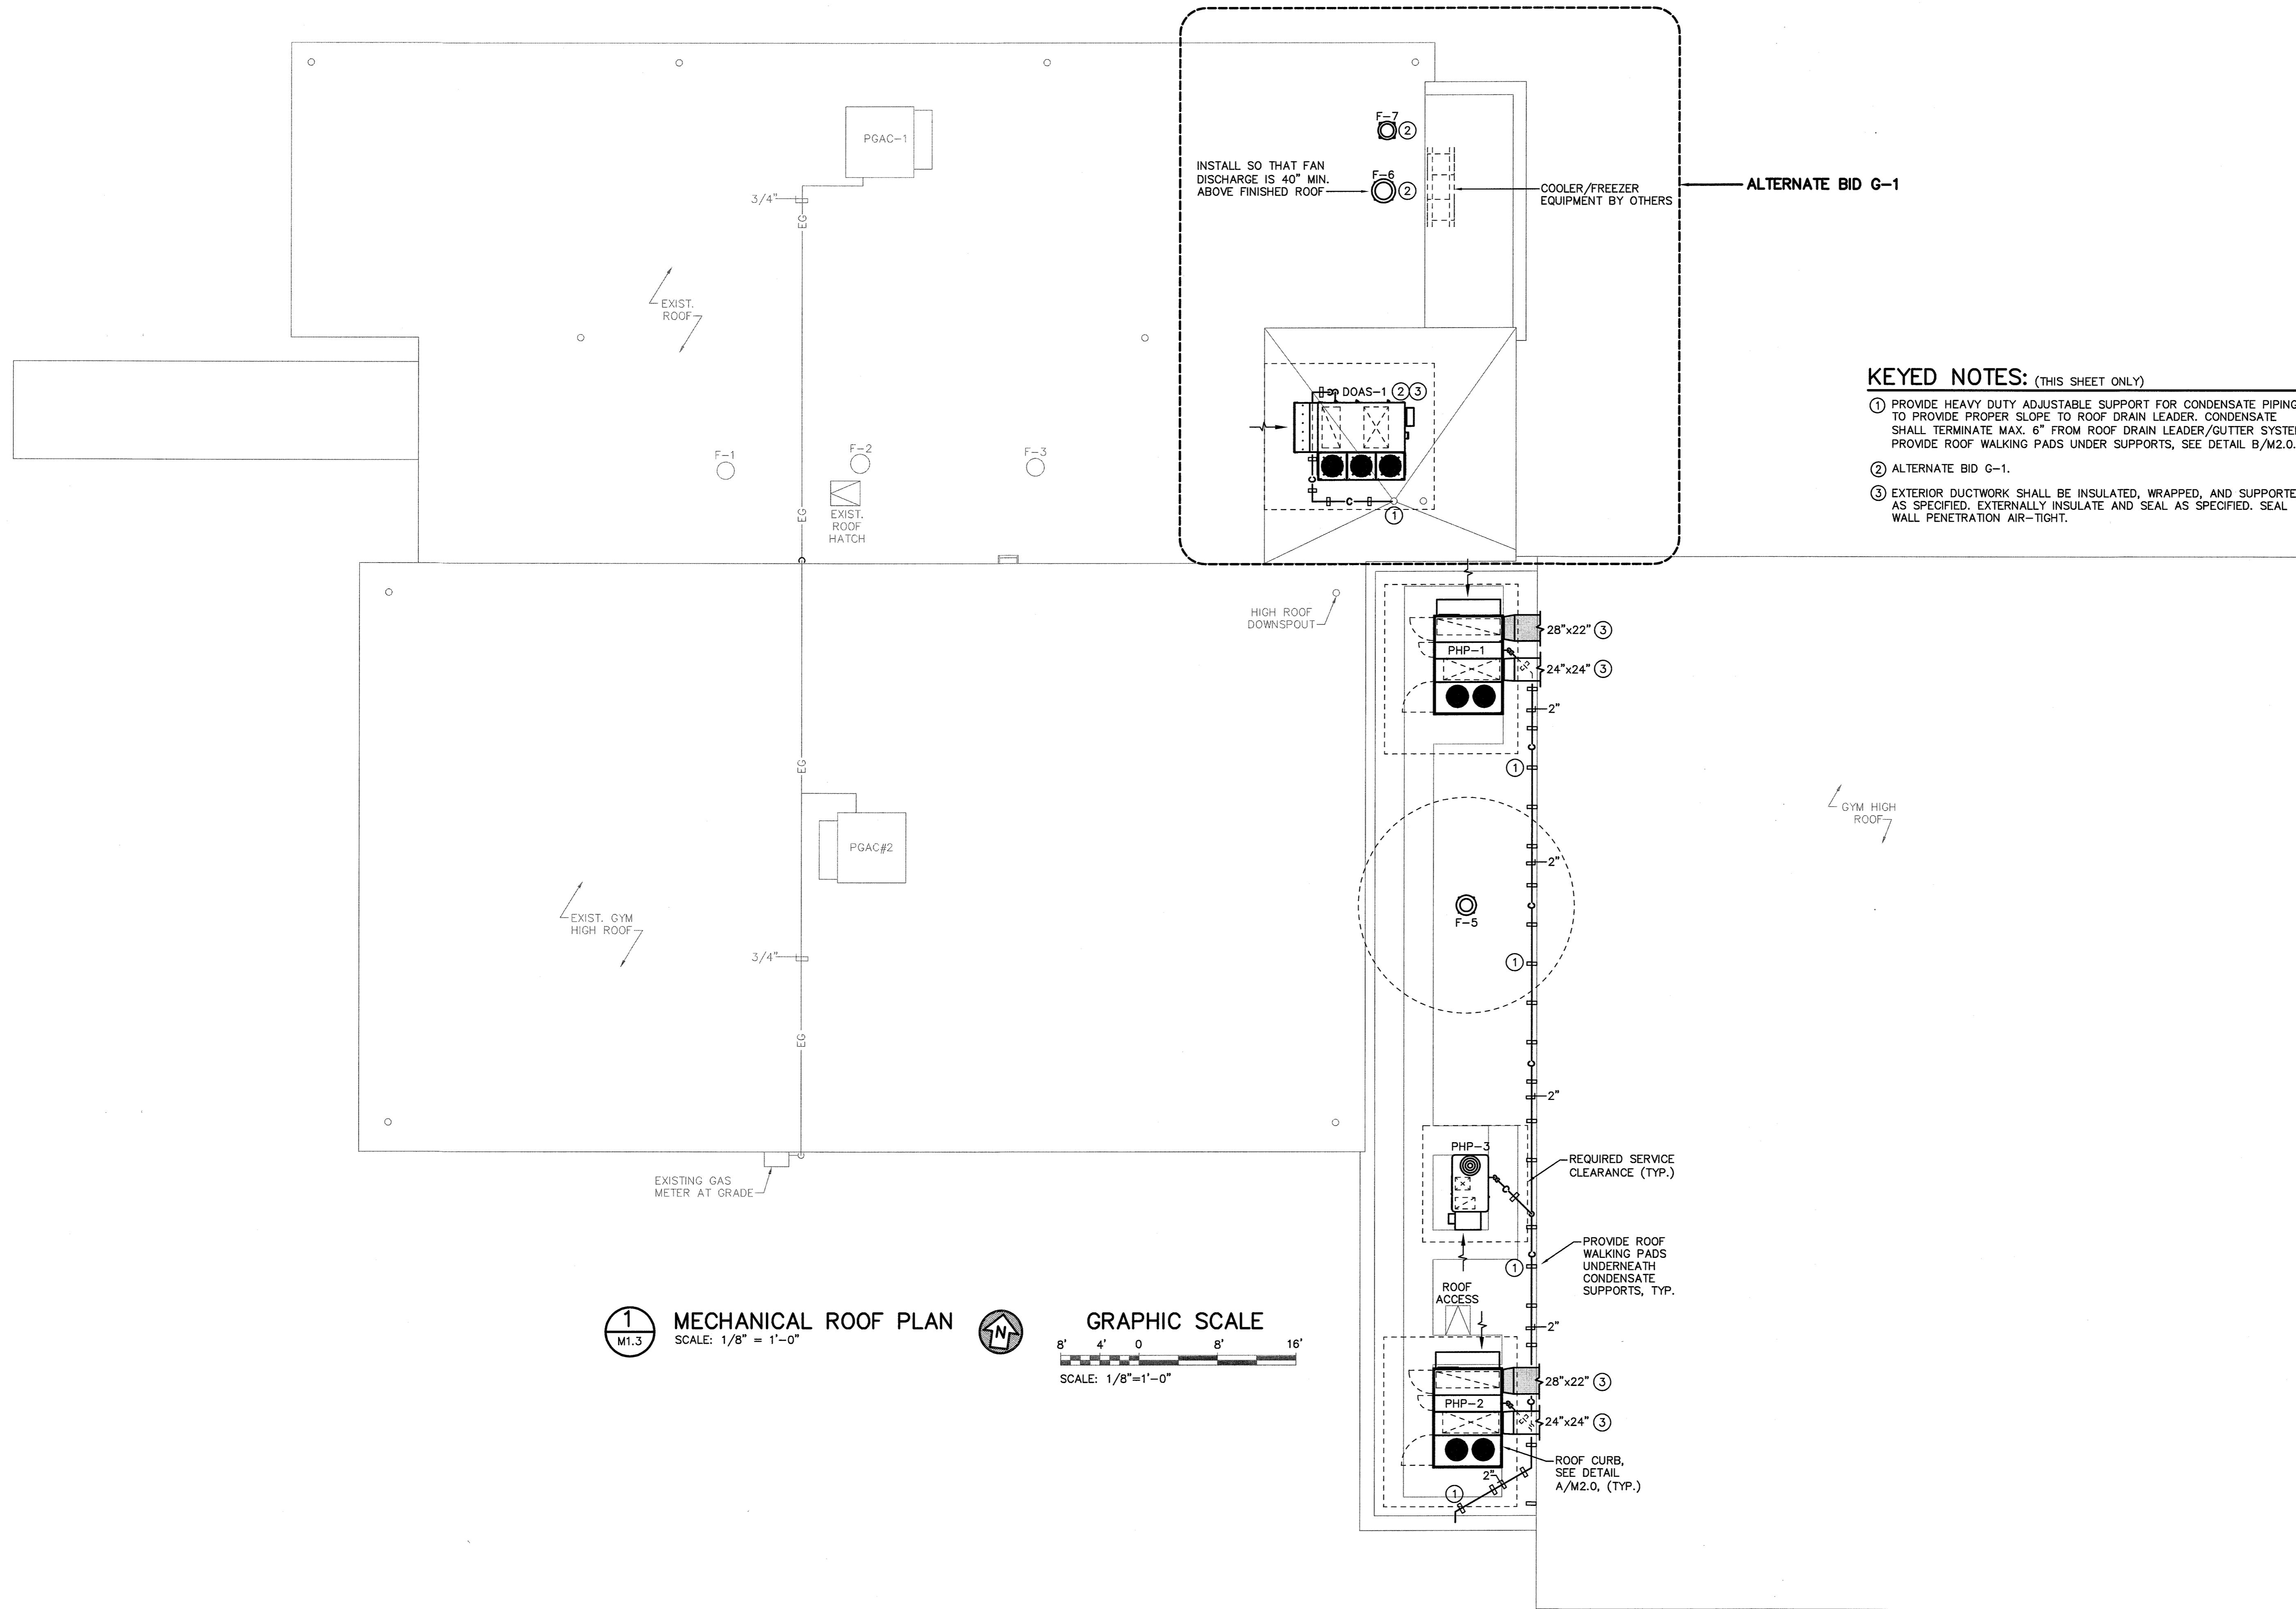 PGAC-1
3/4"
EG
EXIST.
ROOF
F-1
F-2
F-3
EXIST.
ROOF
HATCH
EG
INSTALL SO THAT FAN
DISCHARGE IS 40" MIN.
ABOVE FINISHED ROOF
F-7
2
F-6
2
COOLER/FREEZER
EQUIPMENT BY OTHERS
ALTERNATE BID G-1
DOAS-1 2 3
C
C
1
KEYED NOTES: (THIS SHEET ONLY)
1 PROVIDE HEAVY DUTY ADJUSTABLE SUPPORT FOR CONDENSATE PIPING
TO PROVIDE PROPER SLOPE TO ROOF DRAIN LEADER. CONDENSATE
SHALL TERMINATE MAX. 6" FROM ROOF DRAIN LEADER/GUTTER SYSTE
PROVIDE ROOF WALKING PADS UNDER SUPPORTS, SEE DETAIL B/M2.0.
2 ALTERNATE BID G-1.
3 EXTERIOR DUCTWORK SHALL BE INSULATED, WRAPPED, AND SUPPORTE
AS SPECIFIED. EXTERNALLY INSULATE AND SEAL AS SPECIFIED. SEAL
WALL PENETRATION AIR-TIGHT.
HIGH ROOF
DOWNSPOUT
28"x22" 3
PHP-1
24"x24" 3
2"
C
1
EG
PGAC#2
EXIST. GYM
HIGH ROOF
3/4"
EG
EXISTING GAS
METER AT GRADE
GYM HIGH
ROOF
2"
C
F-5
1
C
2"
PHP-3
REQUIRED SERVICE
CLEARANCE (TYP.)
C
PROVIDE ROOF
WALKING PADS
UNDERNEATH
CONDENSATE
SUPPORTS, TYP.
C
1
ROOF
ACCESS
2"
28"x22" 3
PHP-2
C
24"x24" 3
ROOF CURB,
SEE DETAIL
A/M2.0, (TYP.)
2"
1
1
M1.3
MECHANICAL ROOF PLAN
SCALE: 1/8" = 1'-0"
N
GRAPHIC SCALE
8' 4' 0 8' 16'
SCALE: 1/8"=1'-0"